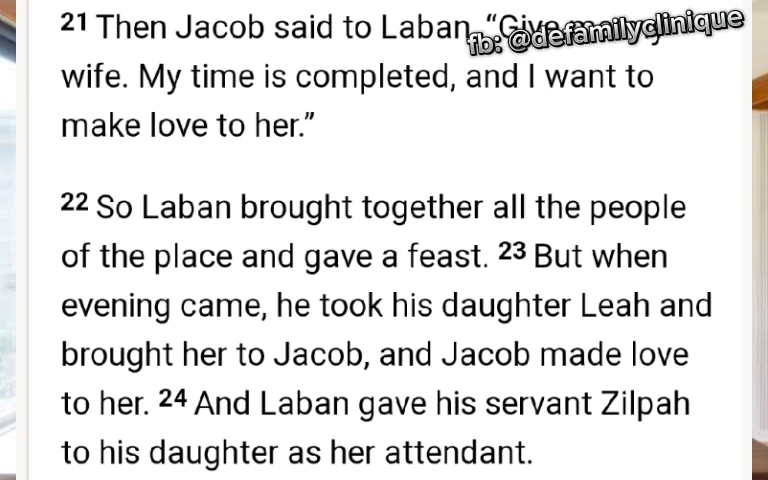 21 Then Jacob said to Laban, “Give
fb: @defamilyclinique
wife. My time is completed, and I want to
make love to her.”
22 So Laban brought together all the people
of the place and gave a feast. 23 But when
evening came, he took his daughter Leah and
brought her to Jacob, and Jacob made love
to her. 24 And Laban gave his servant Zilpah
to his daughter as her attendant.